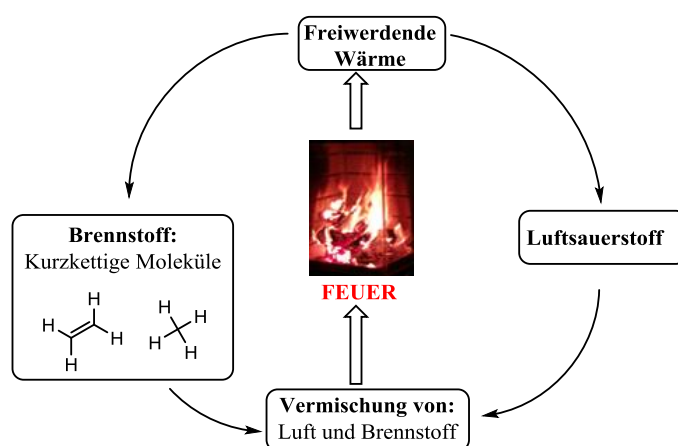 Freiwerdende
Wärme
Brennstoff:
Kurzkettige Moleküle
H
H
H
H
H
H
H
H
Luftsauerstoff
FEUER
Vermischung von:
Luft und Brennstoff